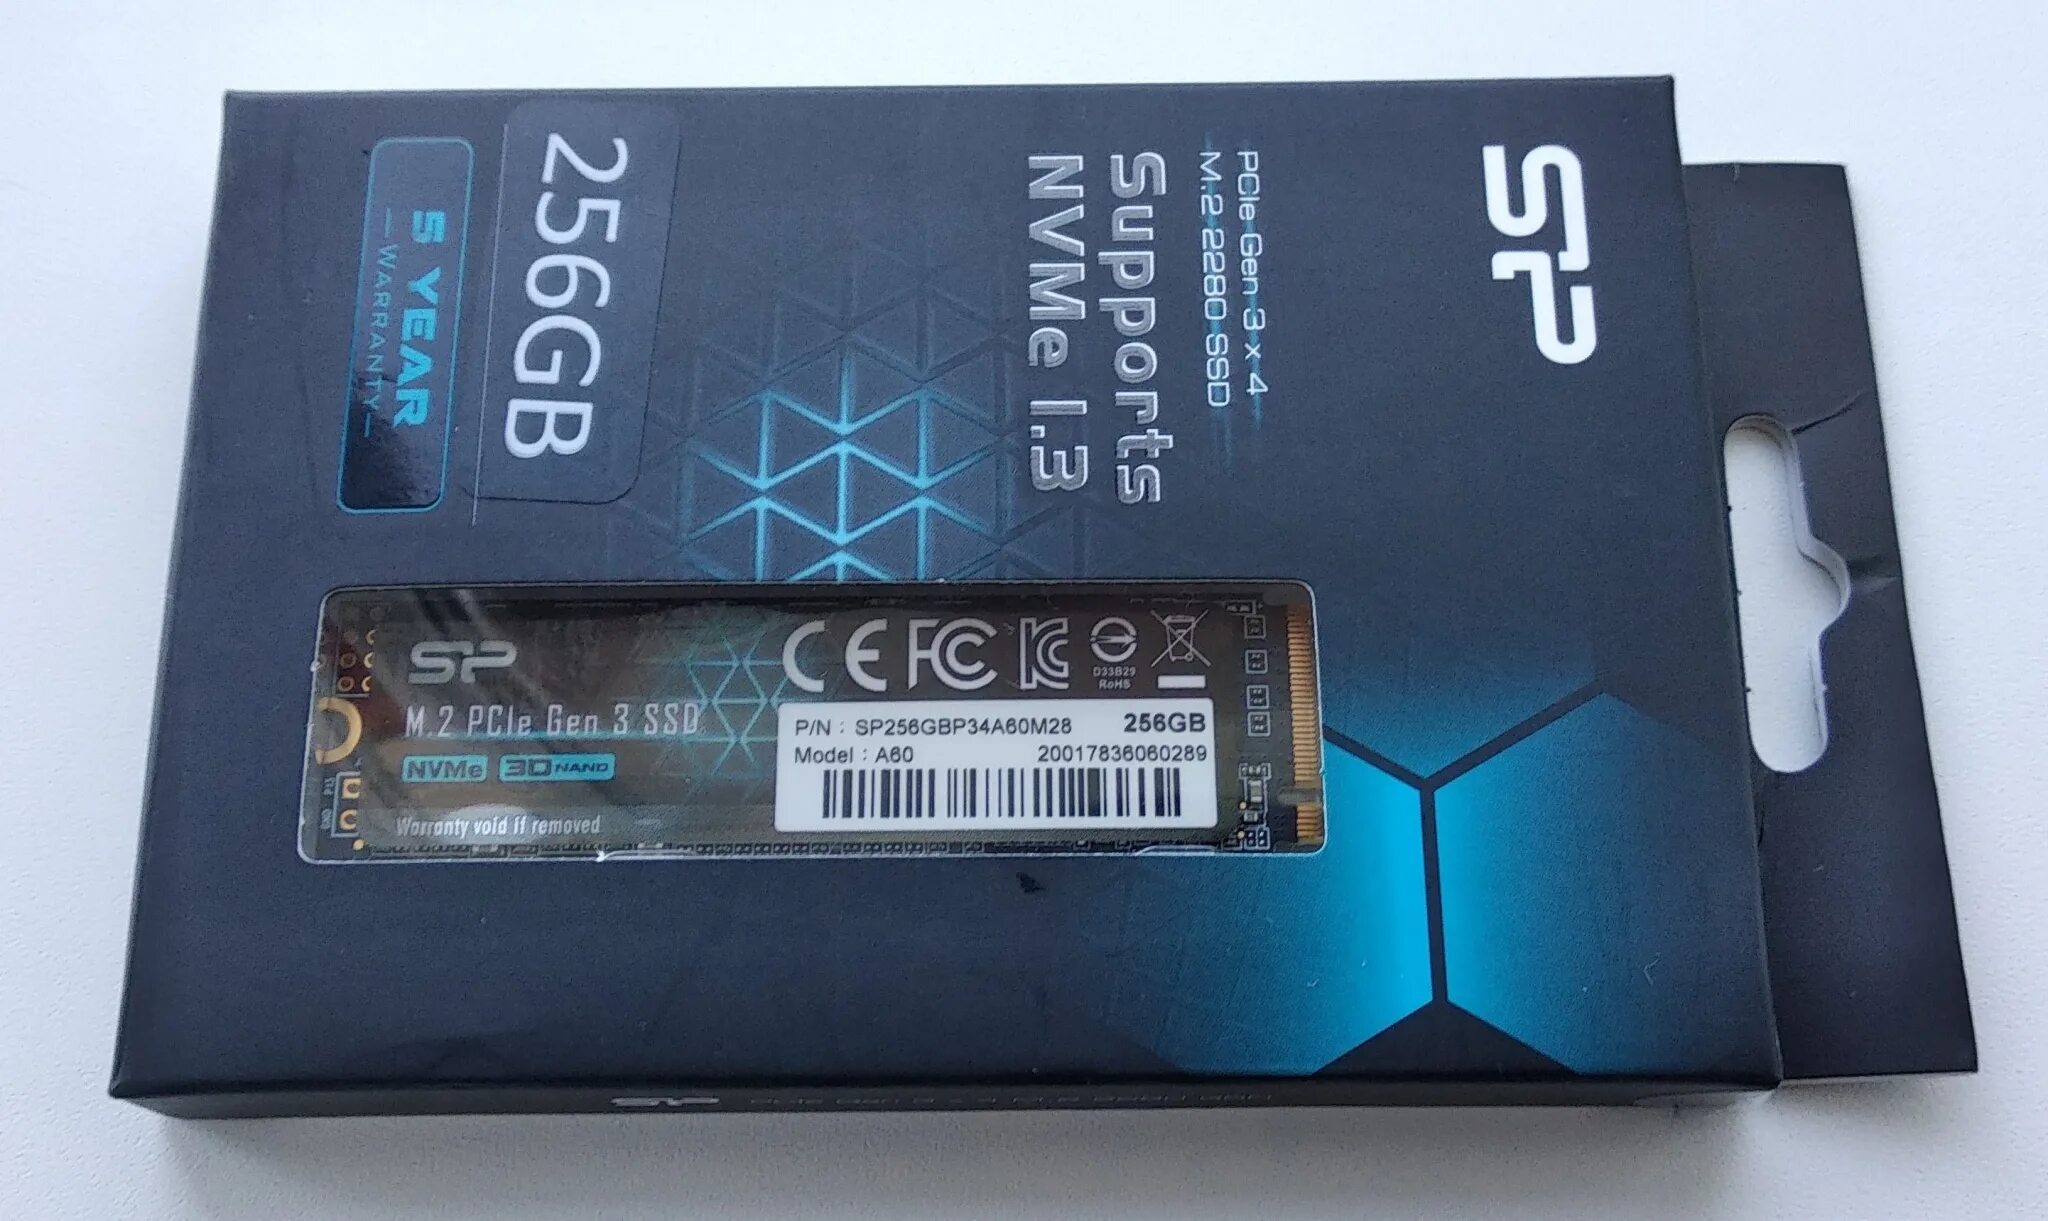 SP
PCIe Gen 3 x 4
M.2 2280 SSD
Supports
NVMe 1.3
256GB
5 YEAR
WARRANTY
SP
M.2 PCIe Gen 3 SSD
NVMe 3D NAND
Warranty void if removed
CE FC
D33B29
RoHS
P/N : SP256GBP34A60M28 256GB
Model : A60 20017836060289
SP